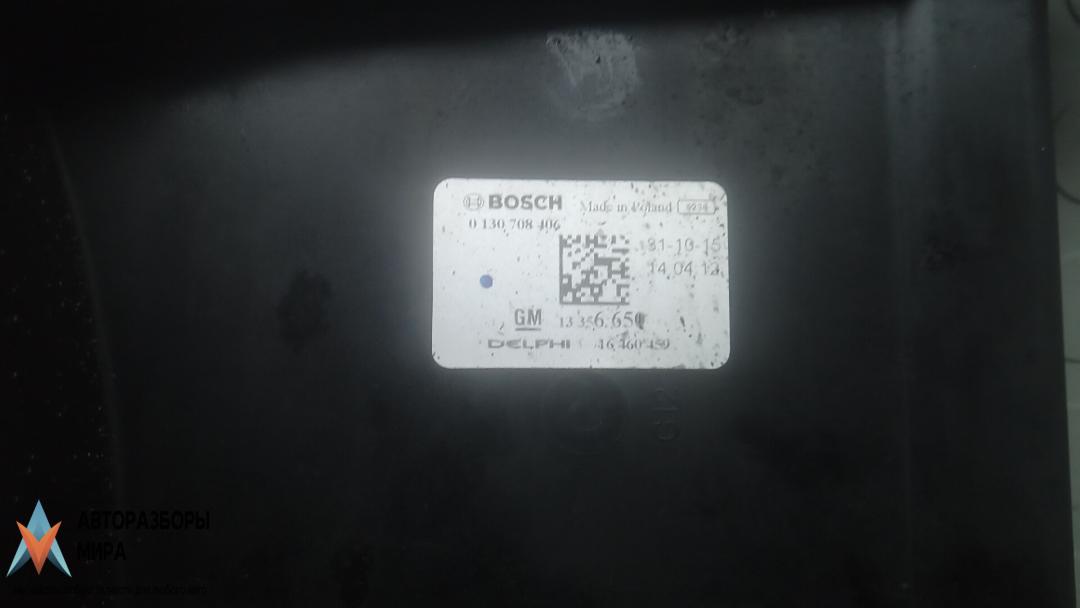 BOSCH Made in Poland
0 130 708 406
31-10-15
14.04.12
GM 13 356.650
DELPHI 16 460 459
АВТОРАЗБОРЫ
МИРА